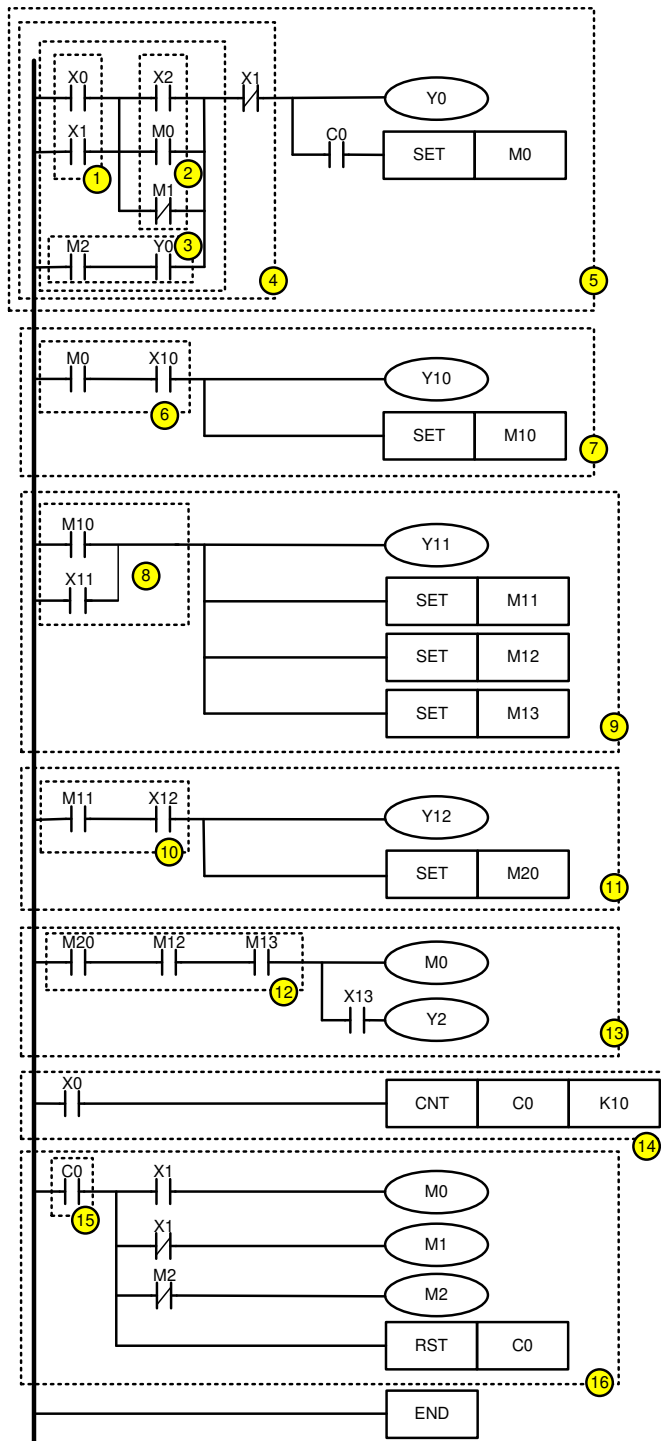 X0 X2 X1
Y0
X1 M0 C0
SET M0
1 2
M1
M2 Y0 3
4 5
M0 X10
Y10
6
SET M10
7
M10
Y11
X11 8
SET M11
SET M12
SET M13
9
M11 X12
Y12
10
SET M20
11
M20 M12 M13
M0
12
X13
Y2
13
X0
CNT C0 K10
14
C0 X1
M0
15
X1
M1
M2
M2
RST C0
16
END